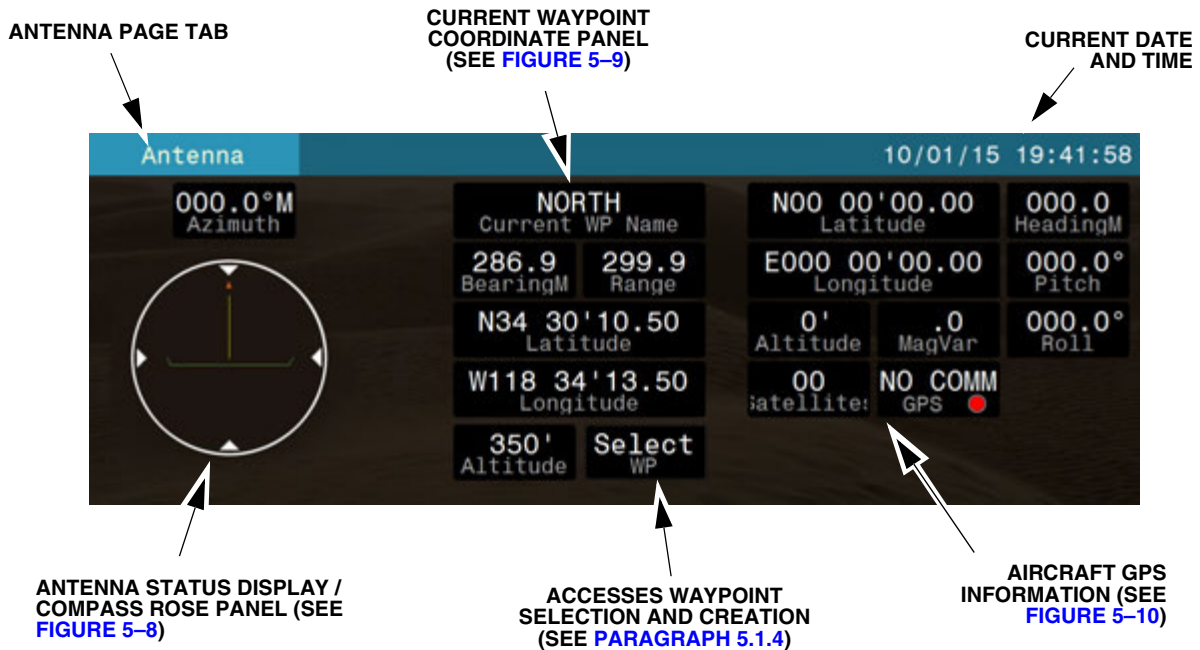 ANTENNA PAGE TAB
CURRENT WAYPOINT
COORDINATE PANEL
(SEE FIGURE 5–9)
CURRENT DATE
AND TIME
Antenna
10/01/15 19:41:58
000.0°M
Azimuth
NORTH
Current WP Name
286.9
BearingM
299.9
Range
N34 30'10.50
Latitude
W118 34'13.50
Longitude
350'
Altitude
Select
WP
N00 00'00.00
Latitude
000.0
HeadingM
E000 00'00.00
Longitude
000.0°
Pitch
0'
Altitude
.0
MagVar
000.0°
Roll
00
Satellites
NO COMM
GPS
ANTENNA STATUS DISPLAY /
COMPASS ROSE PANEL (SEE
FIGURE 5–8)
ACCESSES WAYPOINT
SELECTION AND CREATION
(SEE PARAGRAPH 5.1.4)
AIRCRAFT GPS
INFORMATION (SEE
FIGURE 5–10)